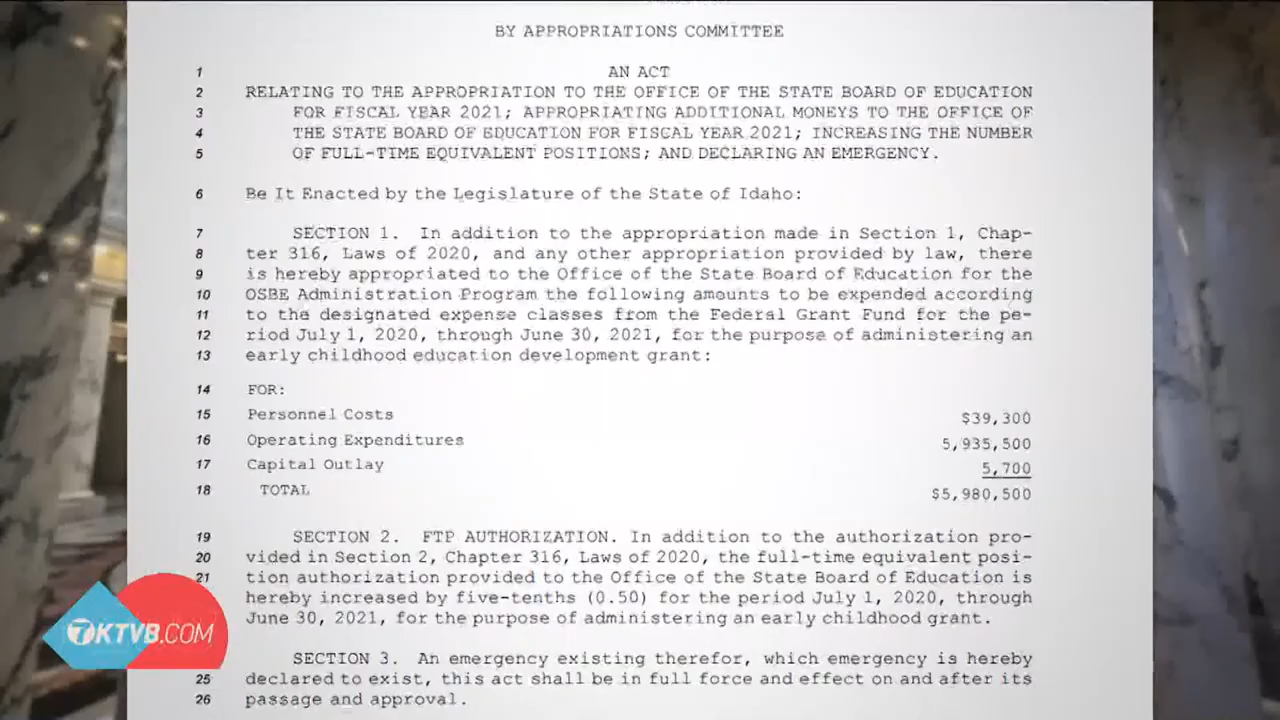 BY APPROPRIATIONS COMMITTEE
1 AN ACT
2 RELATING TO THE APPROPRIATION TO THE OFFICE OF THE STATE BOARD OF EDUCATION
3 FOR FISCAL YEAR 2021; APPROPRIATING ADDITIONAL MONEYS TO THE OFFICE OF
4 THE STATE BOARD OF EDUCATION FOR FISCAL YEAR 2021; INCREASING THE NUMBER
5 OF FULL-TIME EQUIVALENT POSITIONS; AND DECLARING AN EMERGENCY.
6 Be It Enacted by the Legislature of the State of Idaho:
7 SECTION 1. In addition to the appropriation made in Section 1, Chap-
8 ter 316, Laws of 2020, and any other appropriation provided by law, there
9 is hereby appropriated to the Office of the State Board of Education for the
10 OSBE Administration Program the following amounts to be expended according
11 to the designated expense classes from the Federal Grant Fund for the pe-
12 riod July 1, 2020, through June 30, 2021, for the purpose of administering an
13 early childhood education development grant:
14 FOR:
15 Personnel Costs $39,300
16 Operating Expenditures 5,935,500
17 Capital Outlay 5,700
18 TOTAL $5,980,500
19 SECTION 2. FTP AUTHORIZATION. In addition to the authorization pro-
20 vided in Section 2, Chapter 316, Laws of 2020, the full-time equivalent posi-
21 tion authorization provided to the Office of the State Board of Education is
hereby increased by five-tenths (0.50) for the period July 1, 2020, through
June 30, 2021, for the purpose of administering an early childhood grant.
SECTION 3. An emergency existing therefor, which emergency is hereby
25 declared to exist, this act shall be in full force and effect on and after its
26 passage and approval.
7KTVB.COM